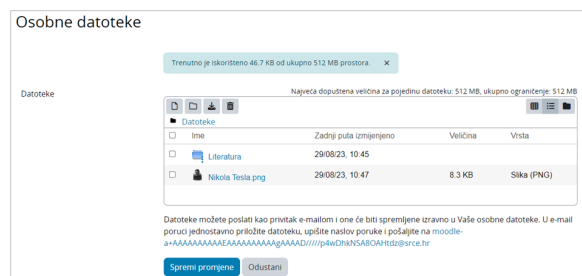 Osobne datoteke
Trenutno je iskorišteno 46.7 KB od ukupno 512 MB prostora. ×
Datoteke
Najveća dopuštena veličina za pojedinu datoteku: 512 MB, ukupno ograničenje: 512 MB
Datoteke
Ime Zadnji puta izmijenjeno Veličina Vrsta
Literatura 29/08/23, 10:45
Nikola Tesla.png 29/08/23, 10:47 8.3 KB Slika (PNG)
Datoteke možete poslati kao privitak e-mailom i one će biti spremljene izravno u Vaše osobne datoteke. U e-mail
poruci jednostavno priložite datoteku, upišite naslov poruke i pošaljite na moodle-
a+AAAAAAAAAAEAAAAAAAAAAgAAAAD/////p4wDhkNSA8OAHtdz@srce.hr
Spremi promjene Odustani